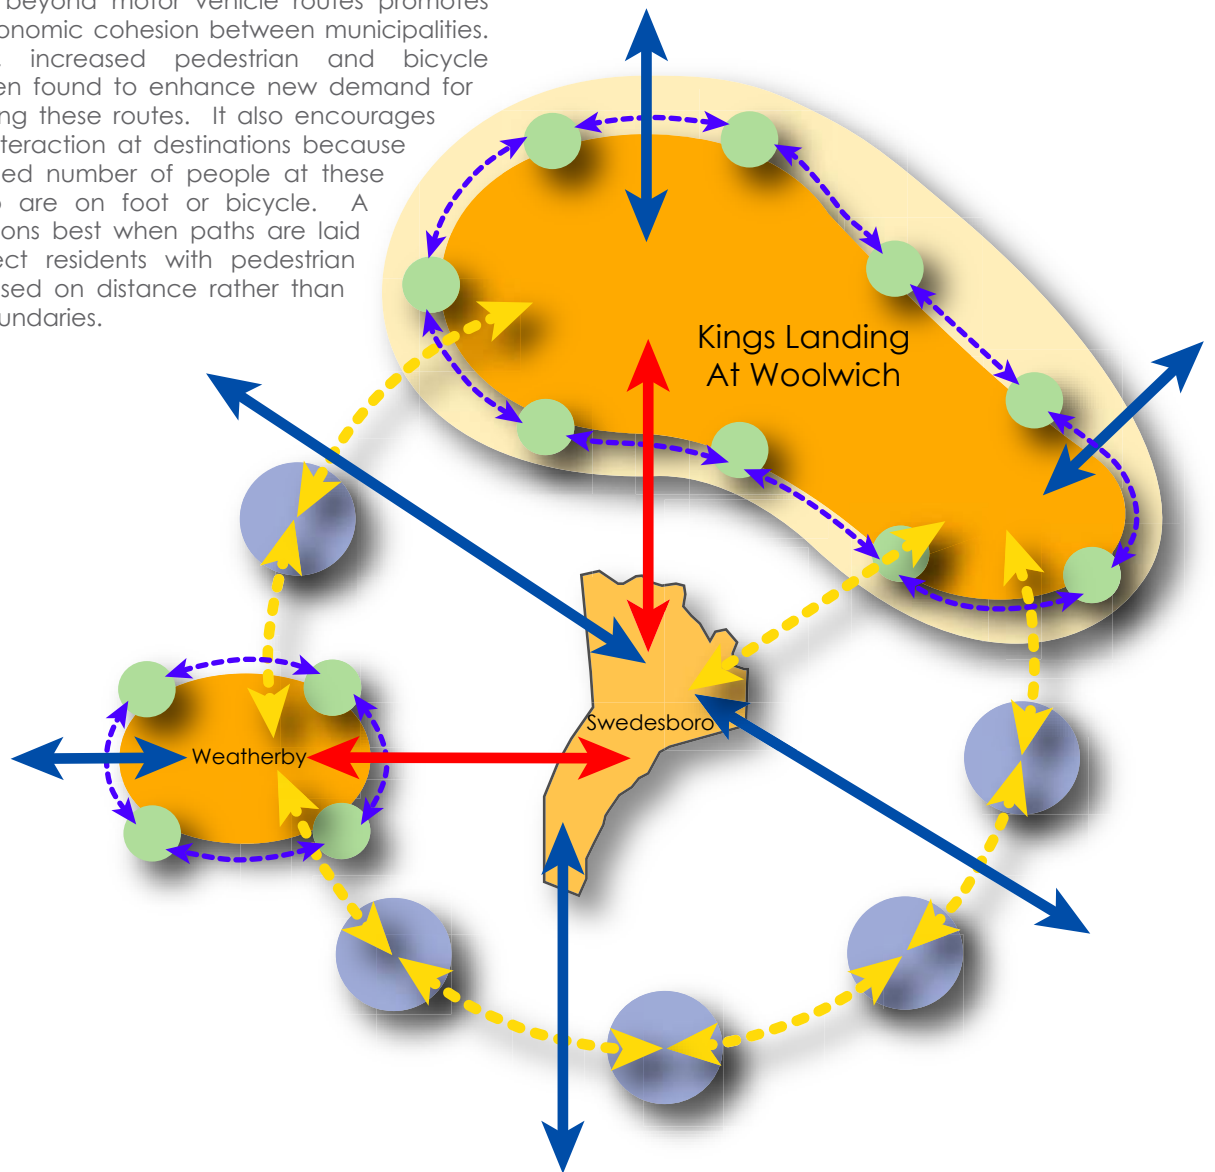 beyond motor vehicle routes promotes
onomic cohesion between municipalities.
increased pedestrian and bicycle
en found to enhance new demand for
ng these routes. It also encourages
teraction at destinations because
ed number of people at these
o are on foot or bicycle. A
ons best when paths are laid
ect residents with pedestrian
sed on distance rather than
undaries.
Kings Landing
At Woolwich
Swedesboro
Weatherby